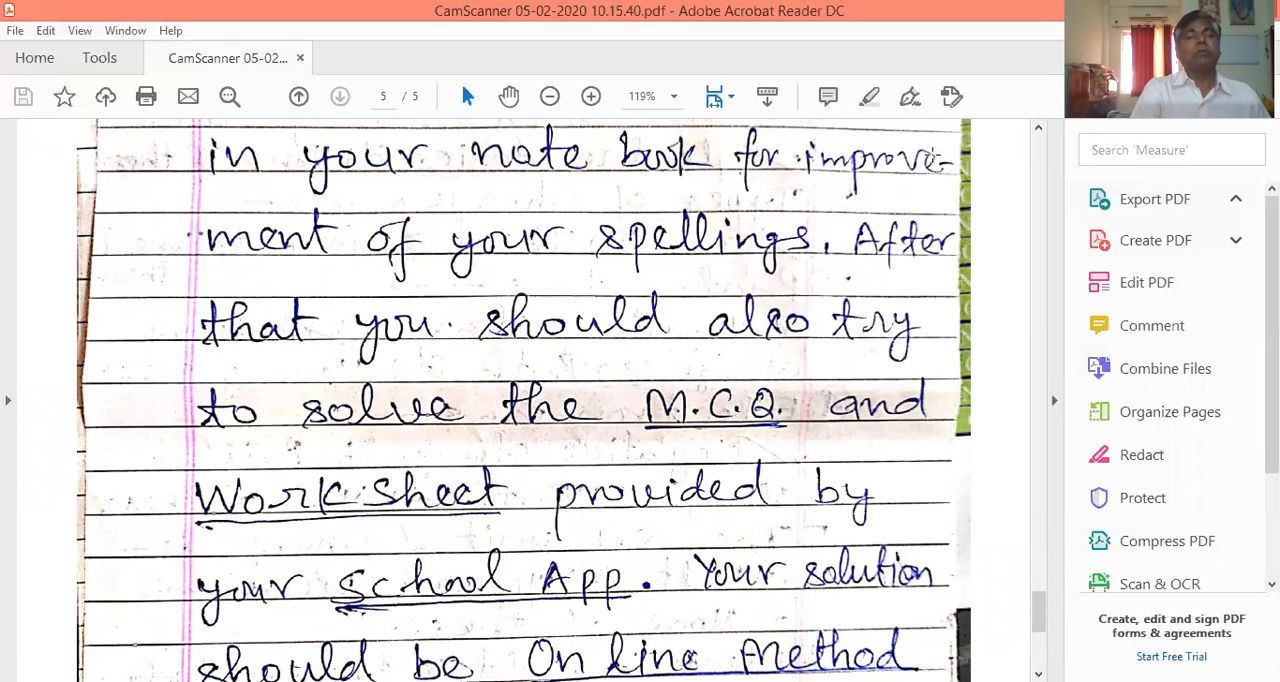 CamScanner 05-02-2020 10.15.40.pdf - Adobe Acrobat Reader DC
File Edit View Window Help
Home Tools CamScanner 05-02... ×
5 / 5 119%
in your note book for improve-
ment of your spellings. After
that you should also try
to solve the M.C.Q. and
Work Sheet provided by
your School App. Your solution
should be On line Method
Search 'Measure'
Export PDF
Create PDF
Edit PDF
Comment
Combine Files
Organize Pages
Redact
Protect
Compress PDF
Scan & OCR
Create, edit and sign PDF
forms & agreements
Start Free Trial